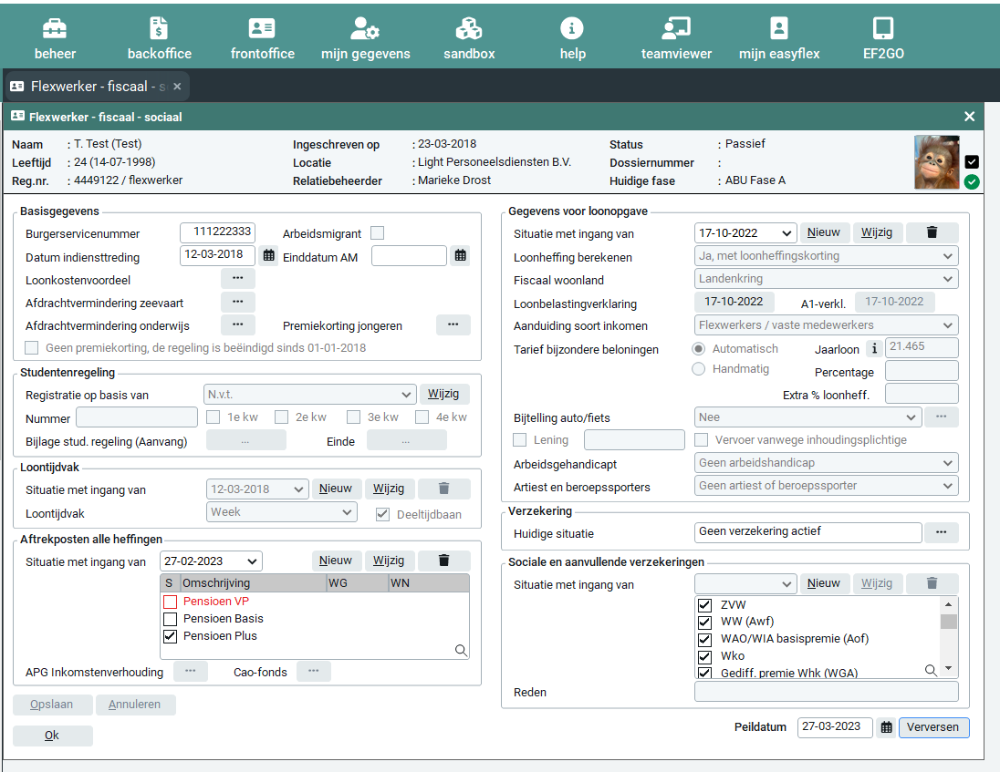 beheer backoffice frontoffice mijn gegevens sandbox help teamviewer mijn easyflex EF2GO
Flexwerker - fiscaal - s ×
Flexwerker - fiscaal - sociaal
Naam : T. Test (Test) Ingeschreven op : 23-03-2018 Status : Passief
Leeftijd : 24 (14-07-1998) Locatie : Light Personeelsdiensten B.V. Dossiernummer :
Reg.nr. : 4449122 / flexwerker Relatiebeheerder : Marieke Drost Huidige fase : ABU Fase A
Basisgegevens
Burgerservicenummer 111222333 Arbeidsmigrant
Datum indiensttreding 12-03-2018 Einddatum AM
Loonkostenvoordeel ...
Afdrachtvermindering zeevaart ...
Afdrachtvermindering onderwijs ... Premiekorting jongeren ...
Geen premiekorting, de regeling is beëindigd sinds 01-01-2018
Studentenregeling
Registratie op basis van N.v.t. Wijzig
Nummer 1e kw 2e kw 3e kw 4e kw
Bijlage stud. regeling (Aanvang) ... Einde ...
Loontijdvak
Situatie met ingang van 12-03-2018 Nieuw Wijzig
Loontijdvak Week Deeltijdbaan
Aftrekposten alle heffingen
Situatie met ingang van 27-02-2023 Nieuw Wijzig
S Omschrijving WG WN
Pensioen VP
Pensioen Basis
Pensioen Plus
APG Inkomstenverhouding ... Cao-fonds ...
Opslaan Annuleren
Ok
Gegevens voor loonopgave
Situatie met ingang van 17-10-2022 Nieuw Wijzig
Loonheffing berekenen Ja, met loonheffingskorting
Fiscaal woonland Landenkring
Loonbelastingverklaring 17-10-2022 A1-verkl. 17-10-2022
Aanduiding soort inkomen Flexwerkers / vaste medewerkers
Tarief bijzondere beloningen Automatisch Jaarloon i 21.465
Handmatig Percentage
Extra % loonheff.
Bijtelling auto/fiets Nee ...
Lening Vervoer vanwege inhoudingsplichtige
Arbeidsgehandicapt Geen arbeidshandicap
Artiest en beroepssporters Geen artiest of beroepssporter
Verzekering
Huidige situatie Geen verzekering actief ...
Sociale en aanvullende verzekeringen
Situatie met ingang van Nieuw Wijzig
ZVW
WW (Awf)
WAO/WIA basispremie (Aof)
Wko
Gediff. premie Whk (WGA)
Reden
Peildatum 27-03-2023 Verversen